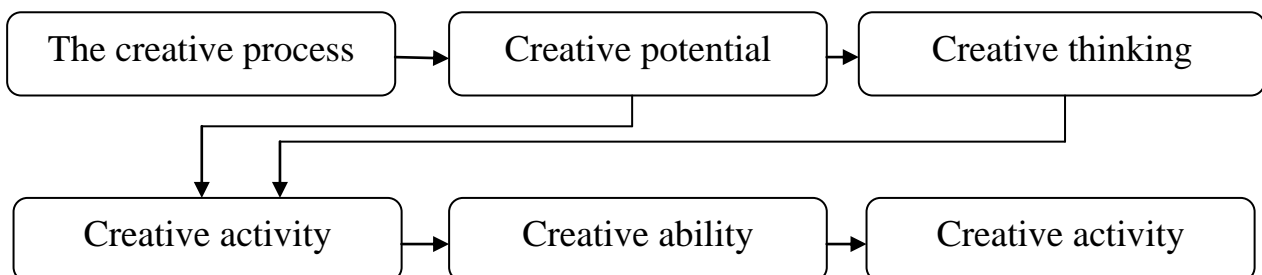 The creative process
Creative potential
Creative thinking
Creative activity
Creative ability
Creative activity